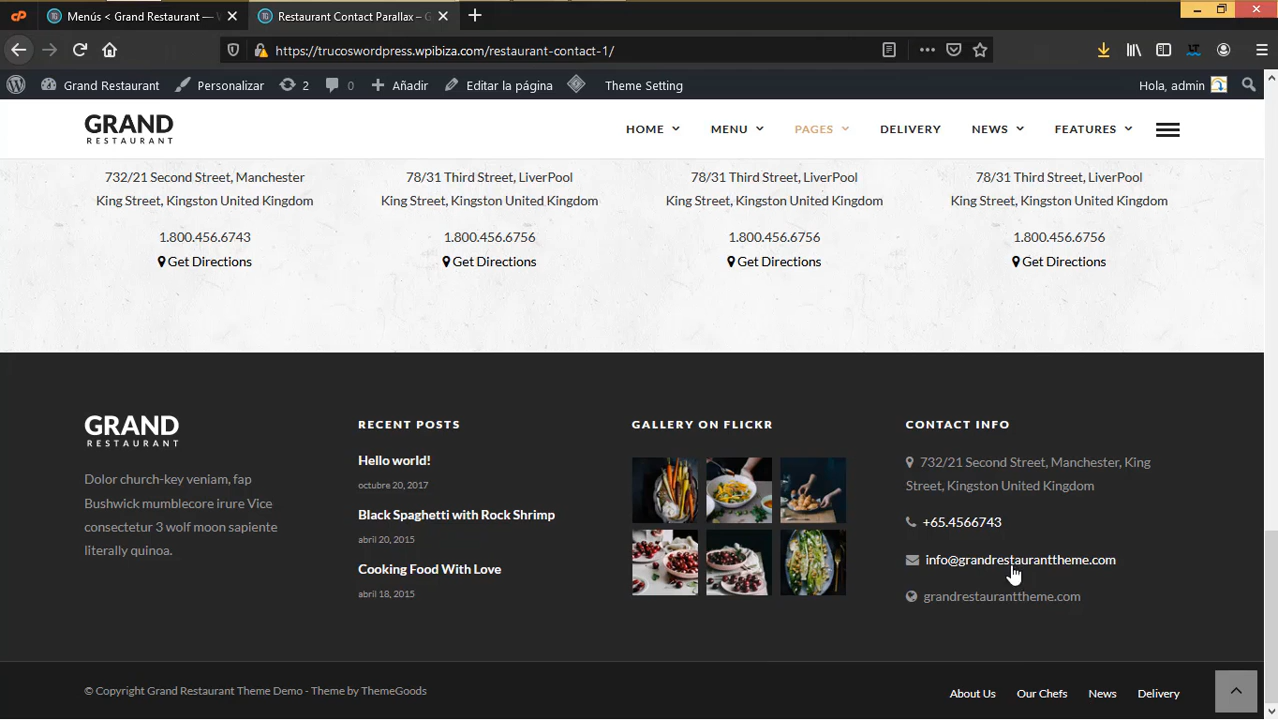 Menús < Grand Restaurant — W
Restaurant Contact Parallax – G
https://trucoswordpress.wpibiza.com/restaurant-contact-1/
Grand Restaurant
Personalizar
2
0
Añadir
Editar la página
Theme Setting
Hola, admin
GRAND
RESTAURANT
HOME
MENU
PAGES
DELIVERY
NEWS
FEATURES
732/21 Second Street, Manchester
King Street, Kingston United Kingdom
1.800.456.6743
Get Directions
78/31 Third Street, LiverPool
King Street, Kingston United Kingdom
1.800.456.6756
Get Directions
78/31 Third Street, LiverPool
King Street, Kingston United Kingdom
1.800.456.6756
Get Directions
78/31 Third Street, LiverPool
King Street, Kingston United Kingdom
1.800.456.6756
Get Directions
GRAND
RESTAURANT
Dolor church-key veniam, fap
Bushwick mumblecore irure Vice
consectetur 3 wolf moon sapiente
literally quinoa.
RECENT POSTS
Hello world!
octubre 20, 2017
Black Spaghetti with Rock Shrimp
abril 20, 2015
Cooking Food With Love
abril 18, 2015
GALLERY ON FLICKR
CONTACT INFO
732/21 Second Street, Manchester, King
Street, Kingston United Kingdom
+65.4566743
info@grandrestauranttheme.com
grandrestauranttheme.com
© Copyright Grand Restaurant Theme Demo - Theme by ThemeGoods
About Us
Our Chefs
News
Delivery